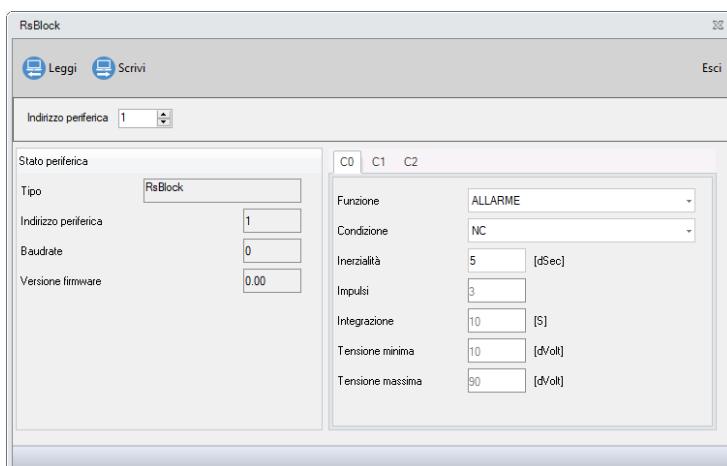 RsBlock
Leggi Scrivi Esci
Indirizzo periferica 1
Stato periferica
Tipo RsBlock
Indirizzo periferica 1
Baudrate 0
Versione firmware 0.00
C0 C1 C2
Funzione ALLARME
Condizione NC
Inerzialità 5 [dSec]
Impulsi 3
Integrazione 10 [S]
Tensione minima 10 [dVolt]
Tensione massima 90 [dVolt]